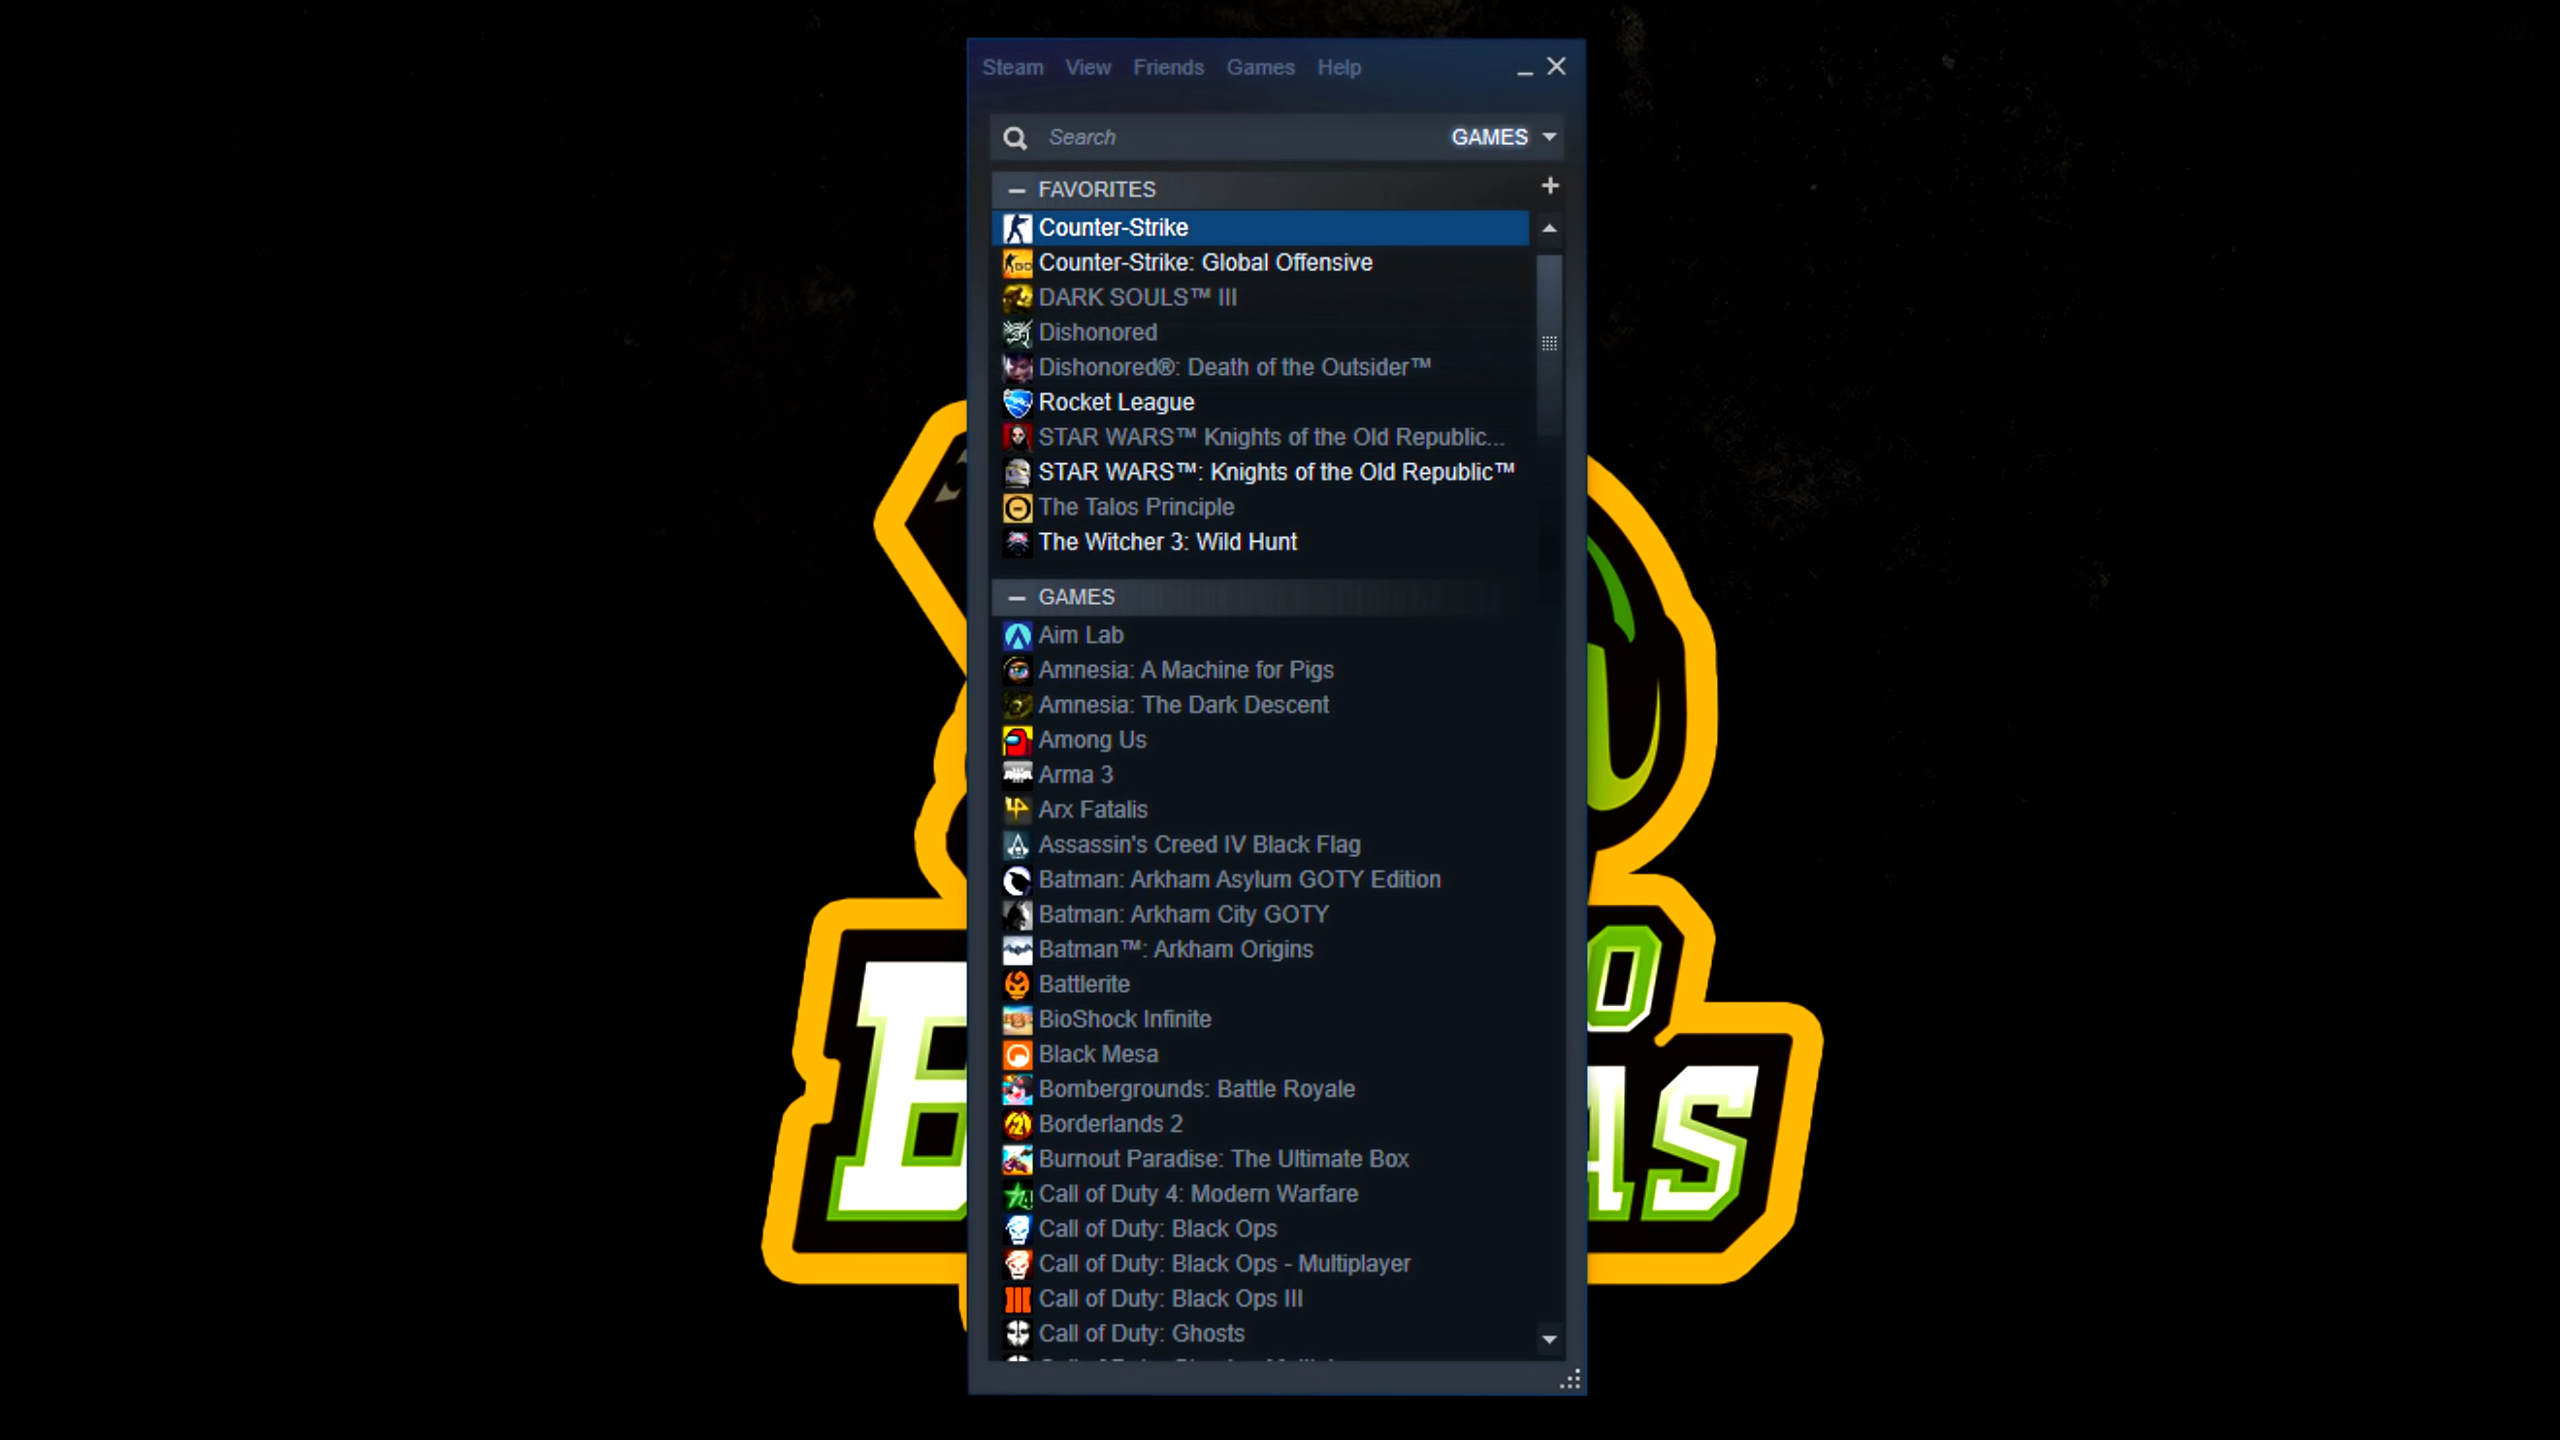 Steam View Friends Games Help
Search GAMES
FAVORITES
Counter-Strike
Counter-Strike: Global Offensive
DARK SOULS™ III
Dishonored
Dishonored®: Death of the Outsider™
Rocket League
STAR WARS™ Knights of the Old Republic...
STAR WARS™: Knights of the Old Republic™
The Talos Principle
The Witcher 3: Wild Hunt
GAMES
Aim Lab
Amnesia: A Machine for Pigs
Amnesia: The Dark Descent
Among Us
Arma 3
Arx Fatalis
Assassin's Creed IV Black Flag
Batman: Arkham Asylum GOTY Edition
Batman: Arkham City GOTY
Batman™: Arkham Origins
Battlerite
BioShock Infinite
Black Mesa
Bombergrounds: Battle Royale
Borderlands 2
Burnout Paradise: The Ultimate Box
Call of Duty 4: Modern Warfare
Call of Duty: Black Ops
Call of Duty: Black Ops - Multiplayer
Call of Duty: Black Ops III
Call of Duty: Ghosts